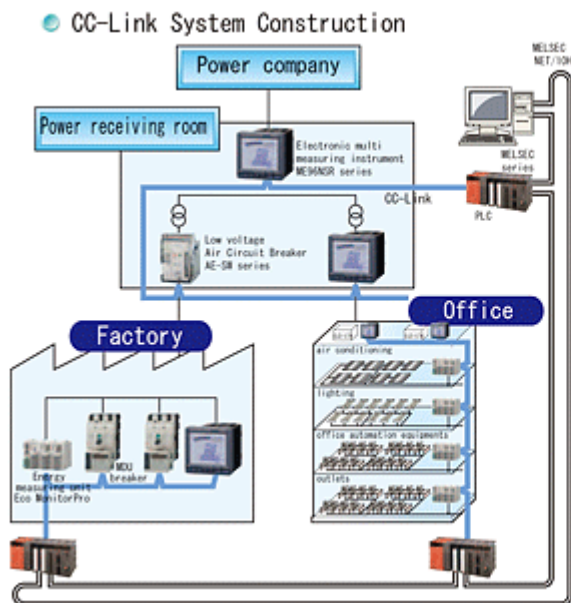 CC-Link System Construction
MELSEC
NET/10H
Power company
Power receiving room
Electronic multi
measuring instrument
ME96NSR series
MELSEC
series
CC-Link
PLC
Low voltage
Air Circuit Breaker
AE-SW series
Office
Factory
air conditioning
lighting
office automation equipments
outlets
Energy
measuring unit
Eco MonitorPro
MDU
breaker